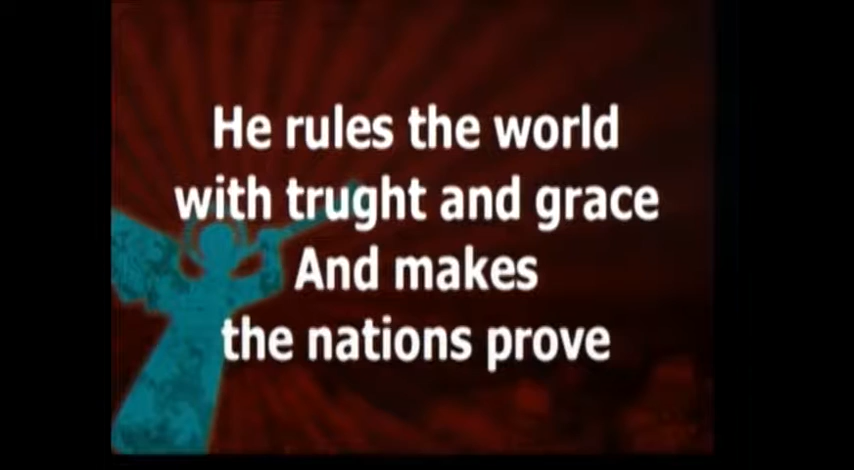 He rules the world
with trught and grace
And makes
the nations prove